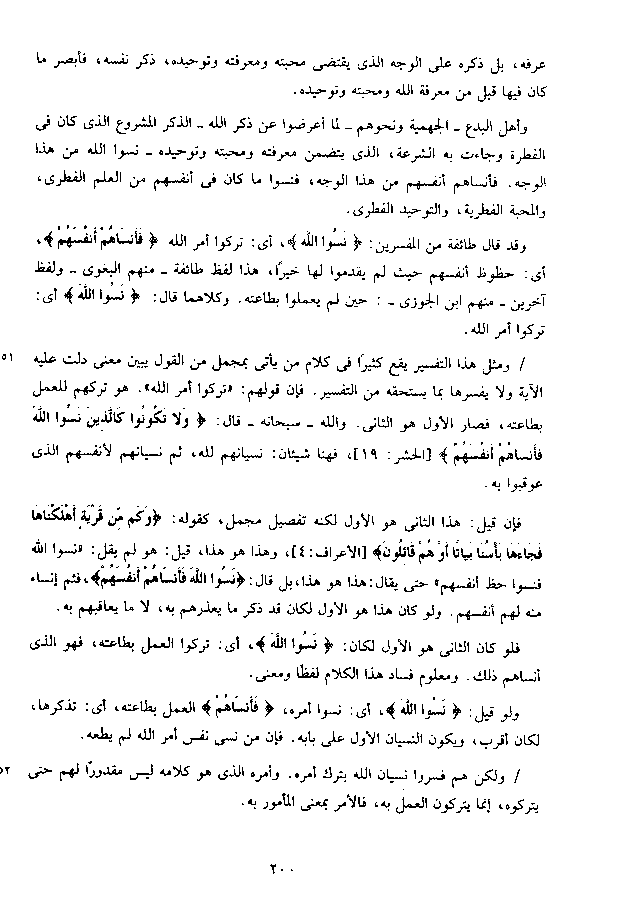 عرفه، بل ذكره على الوجه الذى يقتضى محبته ومعرفته وتوحيده، ذكر نفسه، فأبصر ما
كان فيها قبل من معرفة الله ومحبته وتوحيده.
وأهل البدع ـ الجهمية ونحوهم ـ لما أعرضوا عن ذكر الله ـ الذكر المشروع الذى كان فى
الفطرة وجاءت به الشرعة، الذى يتضمن معرفته ومحبته وتوحيده ـ نسوا الله من هذا
الوجه. فأنساهم أنفسهم من هذا الوجه، فنسوا ما كان فى أنفسهم من العلم الفطرى،
والمحبة الفطرية، والتوحيد الفطرى.
وقد قال طائفة من المفسرين: ﴿ نَسُوا اللَّهَ ﴾، أى: تركوا أمر الله ﴿ فَأَنسَاهُمْ أَنفُسَهُمْ ﴾،
أى: حظوظ أنفسهم حيث لم يقدموا لها خيرًا، هذا لفظ طائفة ـ منهم البغوى ـ ولفظ
آخرين ـ منهم ابن الجوزى ـ : حين لم يعملوا بطاعته. وكلاهما قال: ﴿ نَسُوا اللَّهَ ﴾ أى:
تركوا أمر الله.
/ ومثل هذا التفسير يقع كثيرًا فى كلام من يأتى بمجمل من القول يبين معنى دلت عليه ٥١
الآية ولا يفسرها بما يستحقه من التفسير. فإن قولهم: «تركوا أمر الله». هو تركهم للعمل
بطاعته، فصار الأول هو الثانى. والله ـ سبحانه ـ قال: ﴿ وَلا تَكُونُوا كَالَّذِينَ نَسُوا اللَّهَ
فَأَنسَاهُمْ أَنفُسَهُمْ ﴾ [الحشر: ١٩]، فهنا شيئان: نسيانهم لله، ثم نسيانهم لأنفسهم الذى
عوقبوا به.
فإن قيل: هذا الثانى هو الأول لكنه تفصيل مجمل، كقوله: ﴿وَكَم مِّن قَرْيَةٍ أَهْلَكْنَاهَا
فَجَاءَهَا بَأْسُنَا بَيَاتًا أَوْ هُمْ قَائِلُونَ﴾ [الأعراف:٤]، وهذا هو هذا، قيل: هو لم يقل: «نسوا الله
فنسوا حظ أنفسهم» حتى يقال:هذا هو هذا،بل قال: ﴿نَسُوا اللَّهَ فَأَنسَاهُمْ أَنفُسَهُمْ﴾،فثم إنساء
منه لهم أنفسهم. ولو كان هذا هو الأول لكان قد ذكر ما يعذرهم به، لا ما يعاقبهم به.
فلو كان الثانى هو الأول لكان: ﴿ نَسُوا اللَّهَ ﴾، أى: تركوا العمل بطاعته، فهو الذى
أنساهم ذلك. ومعلوم فساد هذا الكلام لفظًا ومعنى.
ولو قيل: ﴿ نَسُوا اللَّهَ ﴾، أى: نسوا أمره، ﴿ فَأَنسَاهُمْ ﴾ العمل بطاعته، أى: تذكرها،
لكان أقرب، ويكون النسيان الأول على بابه. فإن من نسى نفس أمر الله لم يطعه.
/ ولكن هم فسروا نسيان الله بترك أمره. وأمره الذى هو كلامه ليس مقدورًا لهم حتى ٥٢
يتركوه، إنما يتركون العمل به، فالأمر بمعنى المأمور به.
٢٠٠